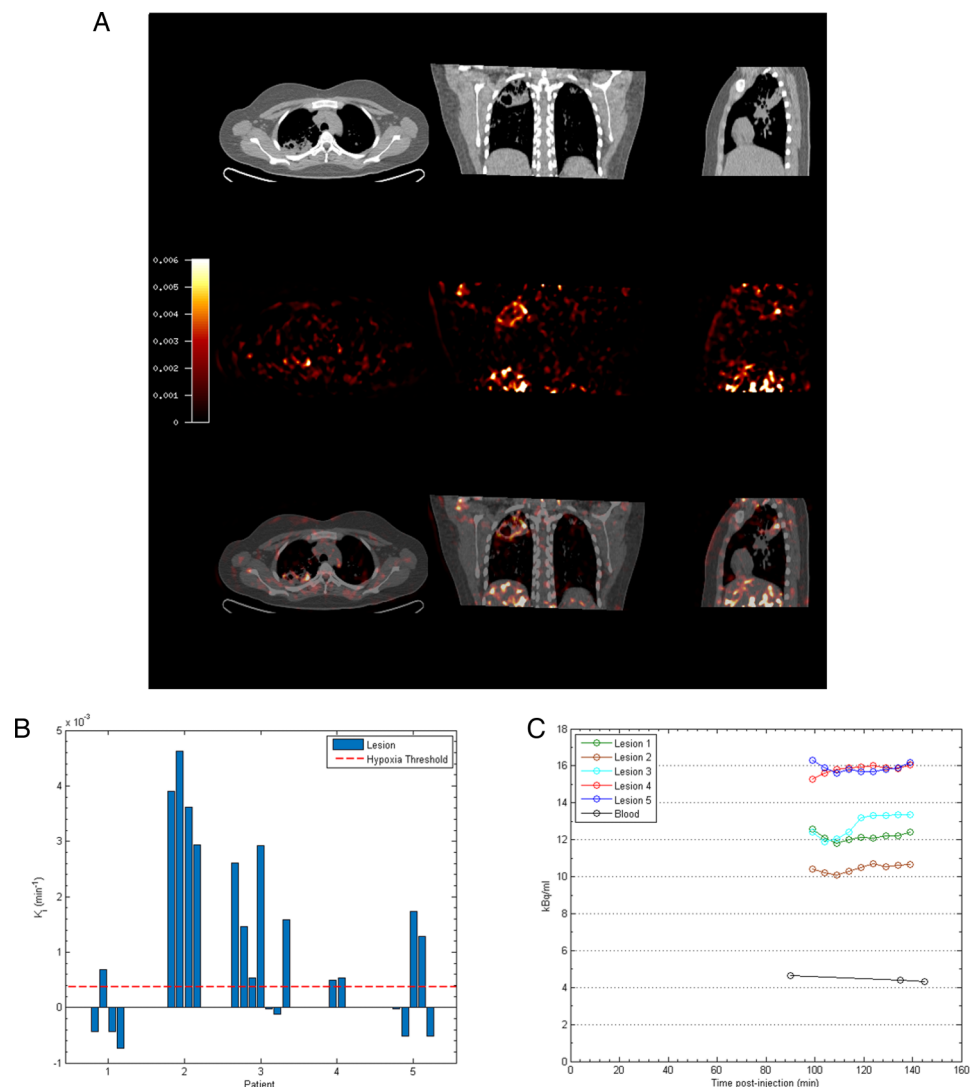 A
0.006
0.005
0.004
0.003
0.002
0.001
0
B
x 10⁻³
5
4
3
2
1
0
-1
Kᵢ (min⁻¹)
Lesion
Hypoxia Threshold
1 2 3 4 5
Patient
C
18
16
14
12
10
8
6
4
2
0
kBq/ml
Lesion 1
Lesion 2
Lesion 3
Lesion 4
Lesion 5
Blood
0 20 40 60 80 100 120 140 160
Time post-injection (min)